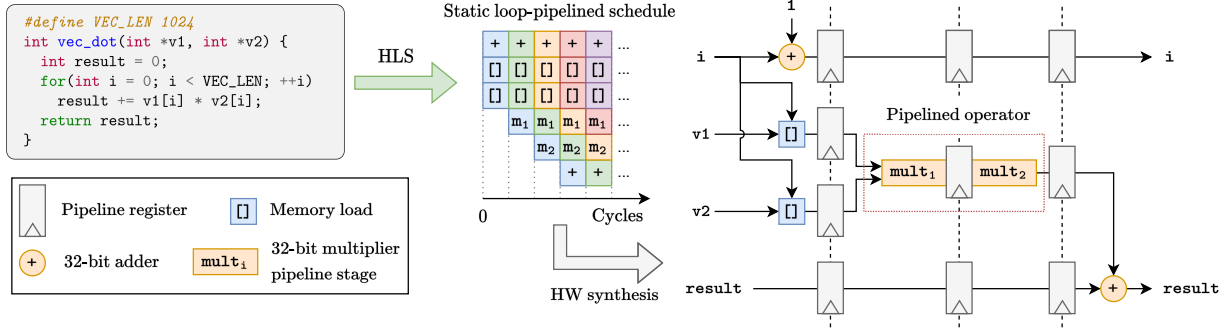 #define VEC_LEN 1024
int vec_dot(int *v1, int *v2) {
int result = 0;
for(int i = 0; i < VEC_LEN; ++i)
result += v1[i] * v2[i];
return result;
}
HLS
Static loop-pipelined schedule
+ + + + + ...
[] [] [] [] [] ...
[] [] [] [] [] ...
m1 m1 m1 m1 ...
m2 m2 m2 ...
+ + ...
0 Cycles
HW synthesis
Pipeline register
[] Memory load
+ 32-bit adder
mult_i 32-bit multiplier
pipeline stage
1
i + i
Pipelined operator
v1 []
mult1 mult2
v2 []
result + result